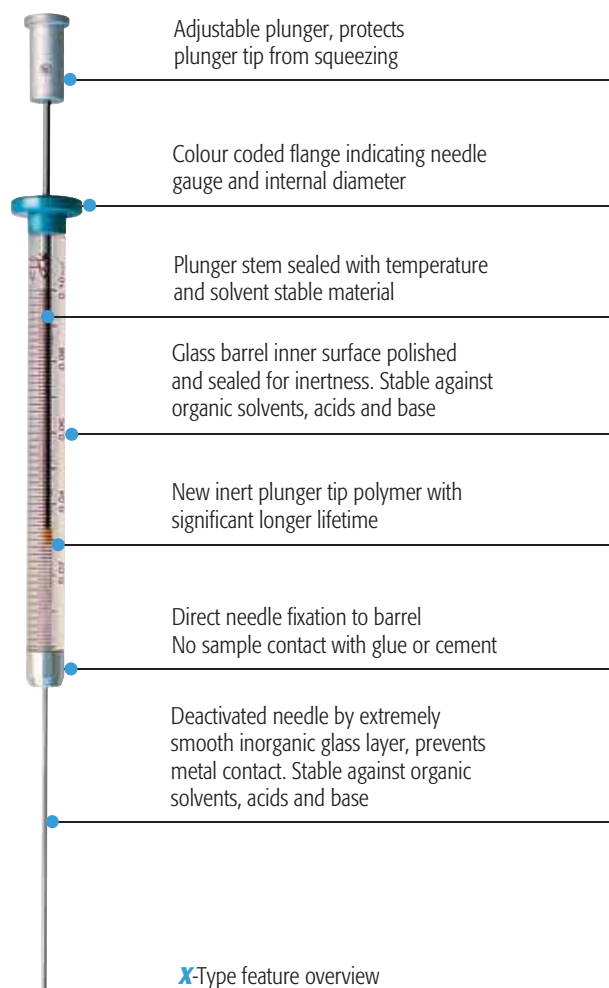 Adjustable plunger, protects
plunger tip from squeezing
Colour coded flange indicating needle
gauge and internal diameter
Plunger stem sealed with temperature
and solvent stable material
Glass barrel inner surface polished
and sealed for inertness. Stable against
organic solvents, acids and base
New inert plunger tip polymer with
significant longer lifetime
Direct needle fixation to barrel
No sample contact with glue or cement
Deactivated needle by extremely
smooth inorganic glass layer, prevents
metal contact. Stable against organic
solvents, acids and base
X-Type feature overview